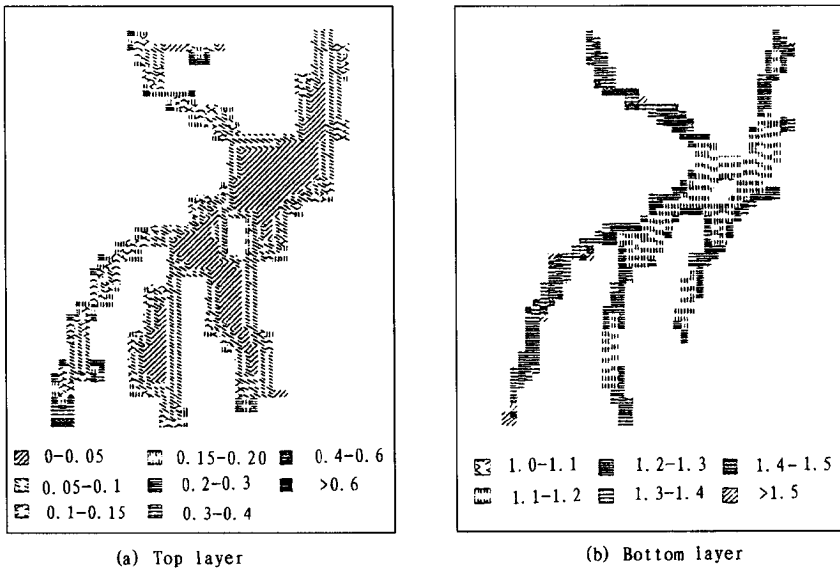 0-0.05 0.15-0.20 0.4-0.6
0.05-0.1 0.2-0.3 >0.6
0.1-0.15 0.3-0.4
(a) Top layer
1.0-1.1 1.2-1.3 1.4-1.5
1.1-1.2 1.3-1.4 >1.5
(b) Bottom layer